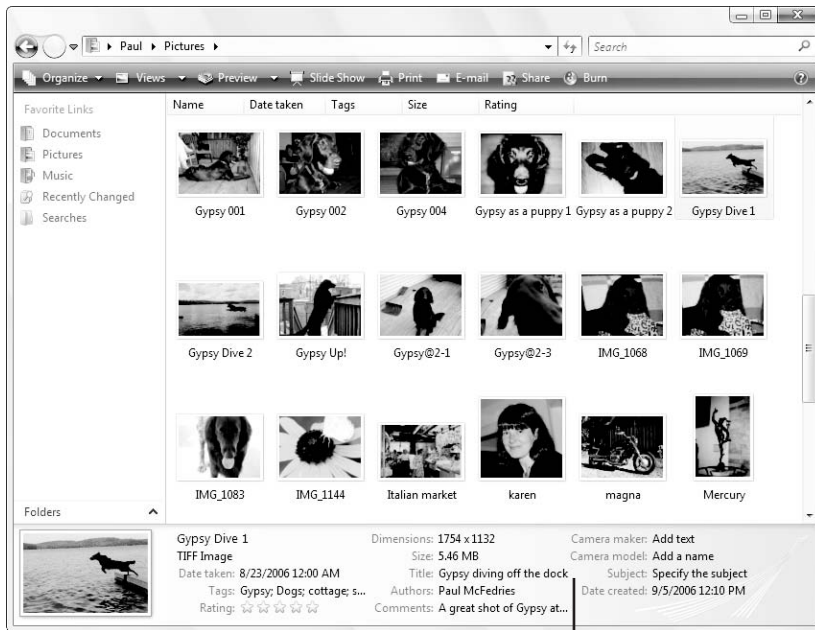 Paul Pictures
Search
Organize Views Preview Slide Show Print E-mail Share Burn ?
Favorite Links
Documents
Pictures
Music
Recently Changed
Searches
Folders
Name Date taken Tags Size Rating
Gypsy 001 Gypsy 002 Gypsy 004 Gypsy as a puppy 1 Gypsy as a puppy 2 Gypsy Dive 1
Gypsy Dive 2 Gypsy Up! Gypsy@2-1 Gypsy@2-3 IMG_1068 IMG_1069
IMG_1083 IMG_1144 Italian market karen magna Mercury
Gypsy Dive 1
TIFF Image
Date taken: 8/23/2006 12:00 AM
Tags: Gypsy; Dogs; cottage; s...
Rating:
Dimensions: 1754 x 1132
Size: 5.46 MB
Title: Gypsy diving off the dock
Authors: Paul McFedries
Comments: A great shot of Gypsy at...
Camera maker: Add text
Camera model: Add a name
Subject: Specify the subject
Date created: 9/5/2006 12:10 PM